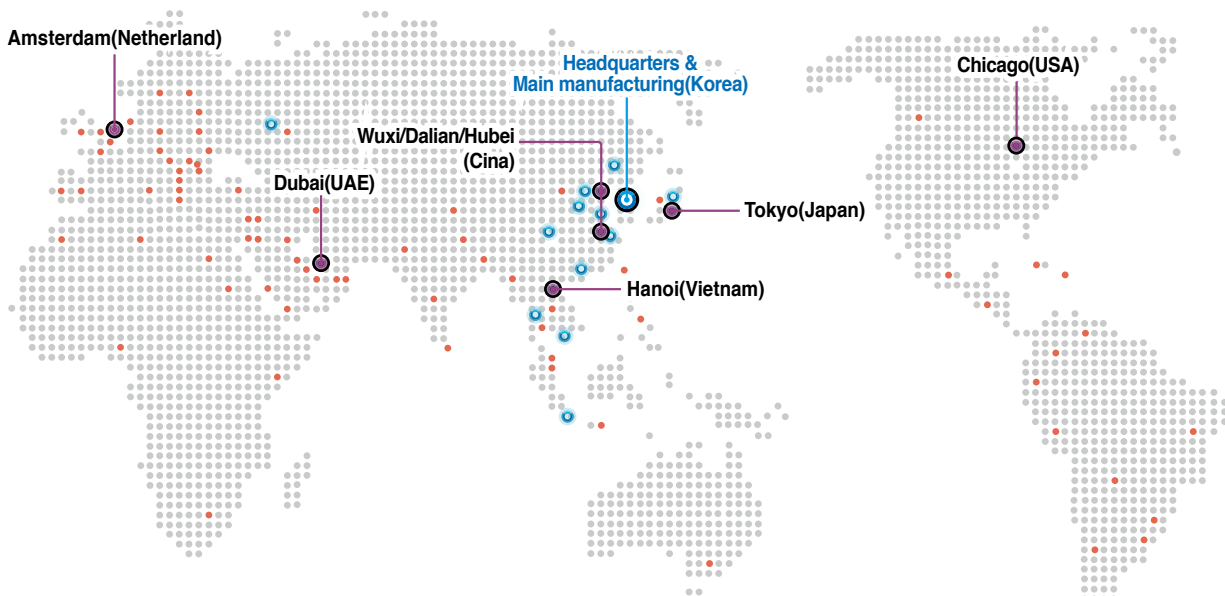 Amsterdam(Netherland)
Headquarters &
Main manufacturing(Korea)
Chicago(USA)
Wuxi/Dalian/Hubei
(Cina)
Dubai(UAE)
Tokyo(Japan)
Hanoi(Vietnam)